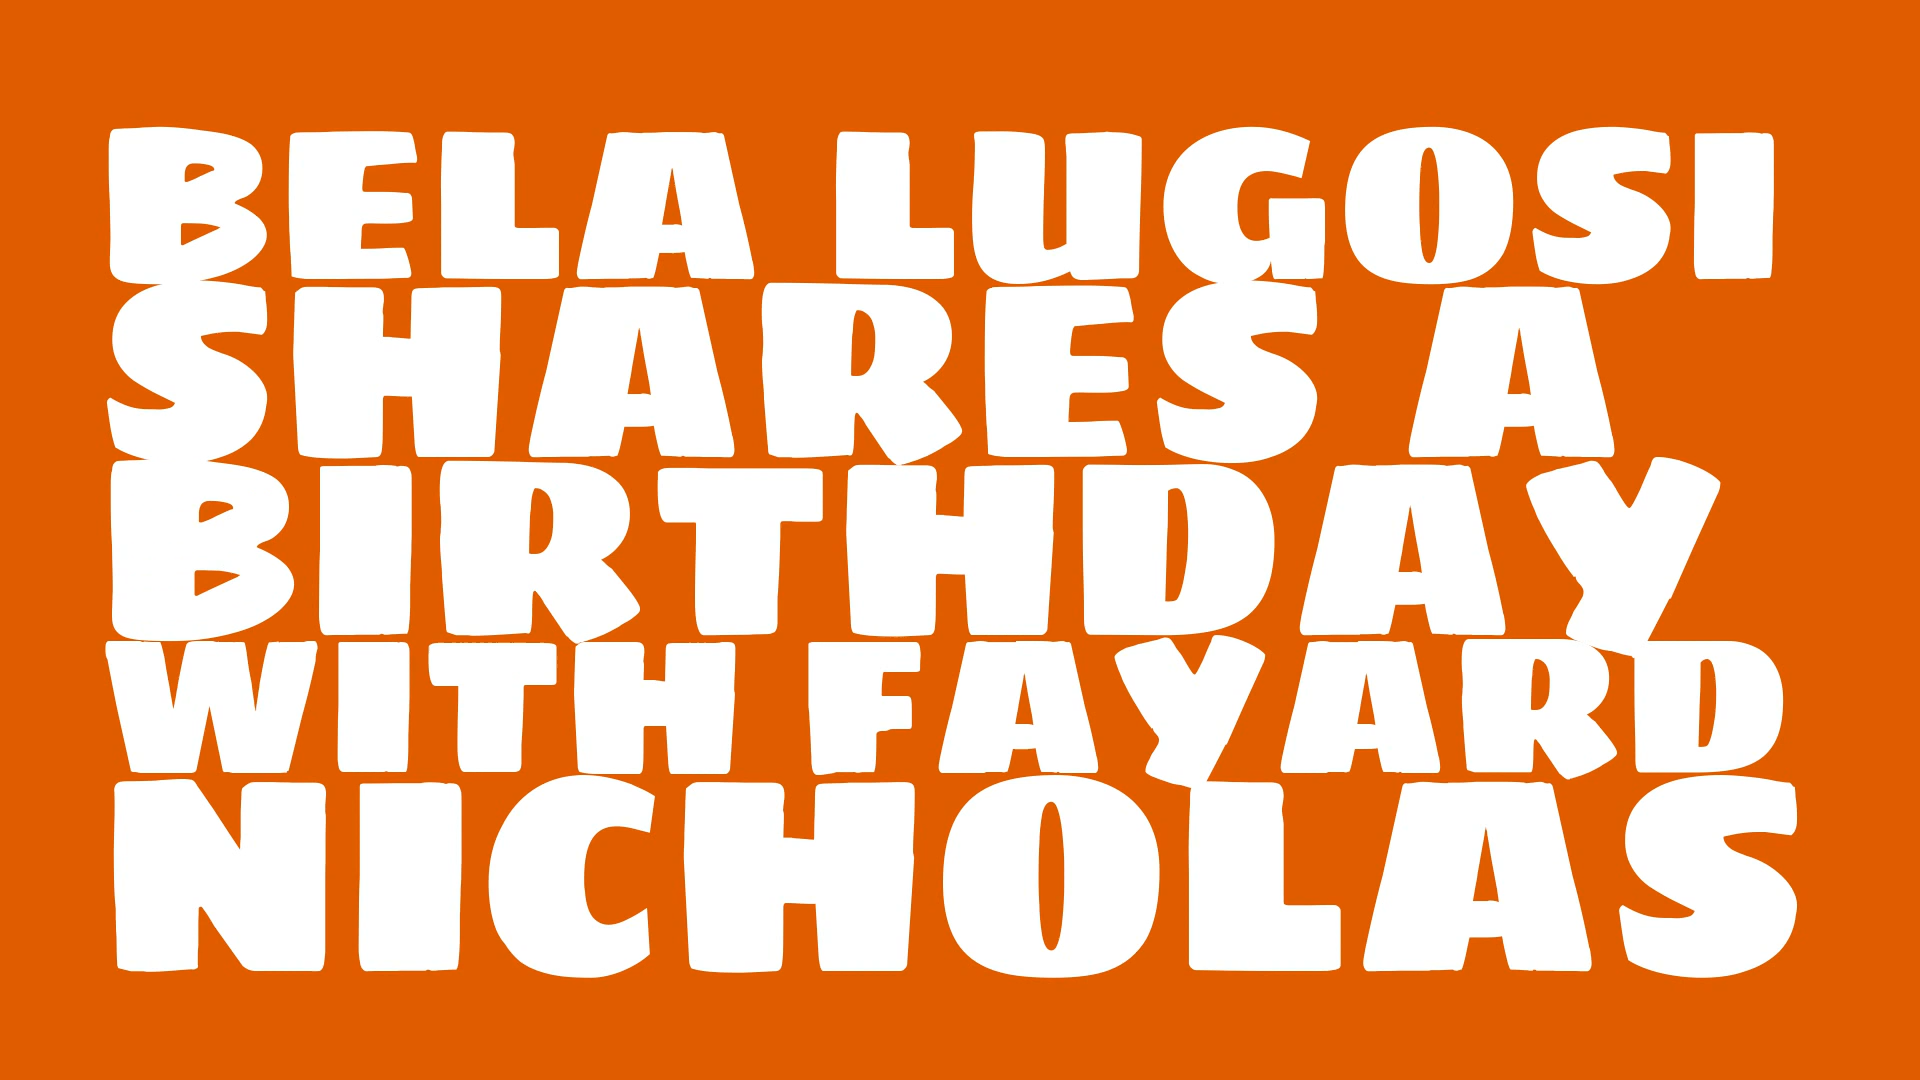 BELA LUGOSI
SHARES A
BIRTHDAY
WITH FAYARD
NICHOLAS